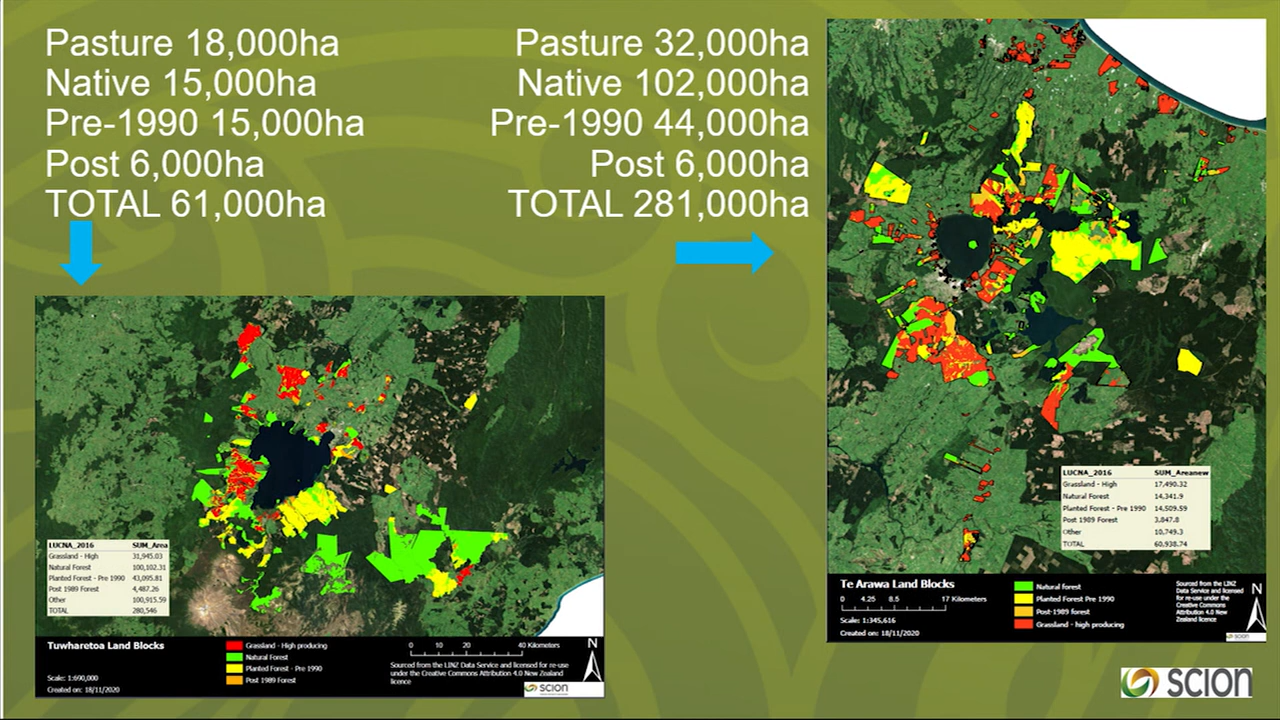 Pasture 18,000ha
Native 15,000ha
Pre-1990 15,000ha
Post 6,000ha
TOTAL 61,000ha
Pasture 32,000ha
Native 102,000ha
Pre-1990 44,000ha
Post 6,000ha
TOTAL 281,000ha
LUCNA_2016 SUM_Area
Grassland - High 31,945.03
Natural Forest 100,102.31
Planted Forest - Pre 1990 43,095.81
Post 1989 Forest 4,487.26
Other 100,915.59
TOTAL 280,546
Tuwharetoa Land Blocks
Scale: 1:690,000
Created on: 18/11/2020
Grassland - High producing
Natural Forest
Planted Forest - Pre 1990
Post 1989 Forest
0 10 20 40 Kilometers
Sourced from the LINZ Data Service and licensed for re-use
under the Creative Commons Attribution 4.0 New Zealand
licence
N
SCION
LUCNA_2016 SUM_Areanew
Grassland - High 17,490.32
Natural Forest 14,341.9
Planted Forest - Pre 1990 14,509.59
Post 1989 Forest 3,847.8
Other 10,749.3
TOTAL 60,938.74
Te Arawa Land Blocks
0 4.25 8.5 17 Kilometers
Scale: 1:345,616
Created on: 18/11/2020
Natural forest
Planted Forest Pre 1990
Post-1989 forest
Grassland - high producing
Sourced from the LINZ
Data Service and licensed
for re-use under the
Creative Commons
Attribution 4.0 New
Zealand licence
N
scion
SCION